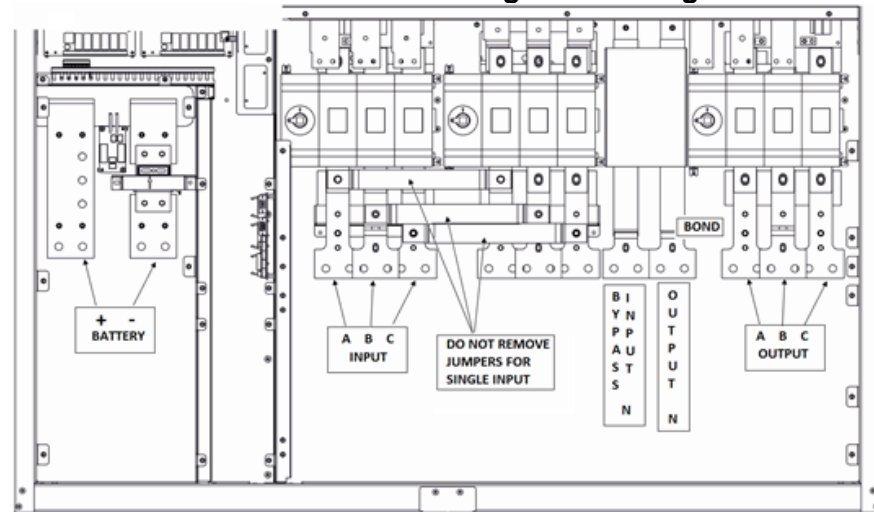 BOND
+ -
BATTERY
A B C
INPUT
DO NOT REMOVE
JUMPERS FOR
SINGLE INPUT
BYPASS
INPUT N
OUTPUT N
A B C
OUTPUT